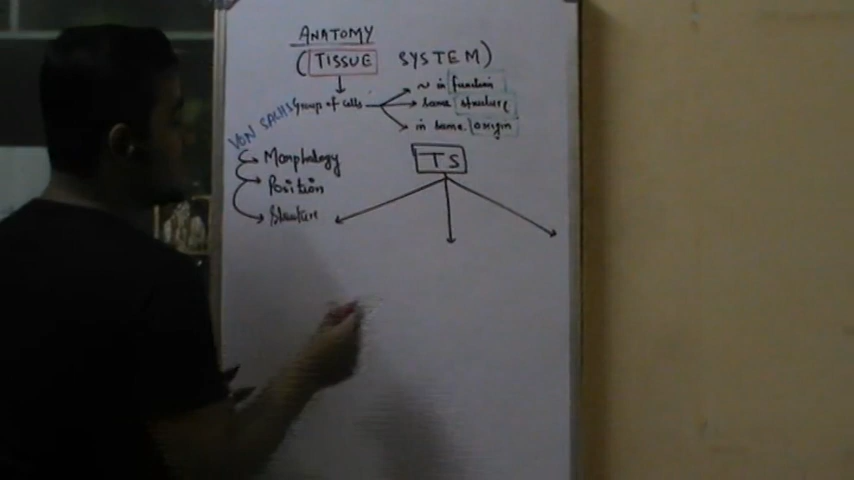 ANATOMY
(TISSUE SYSTEM)
Group of cells
~ in function
same structure
in same origin
VON SACHS
Morphology
Position
Structure
TS